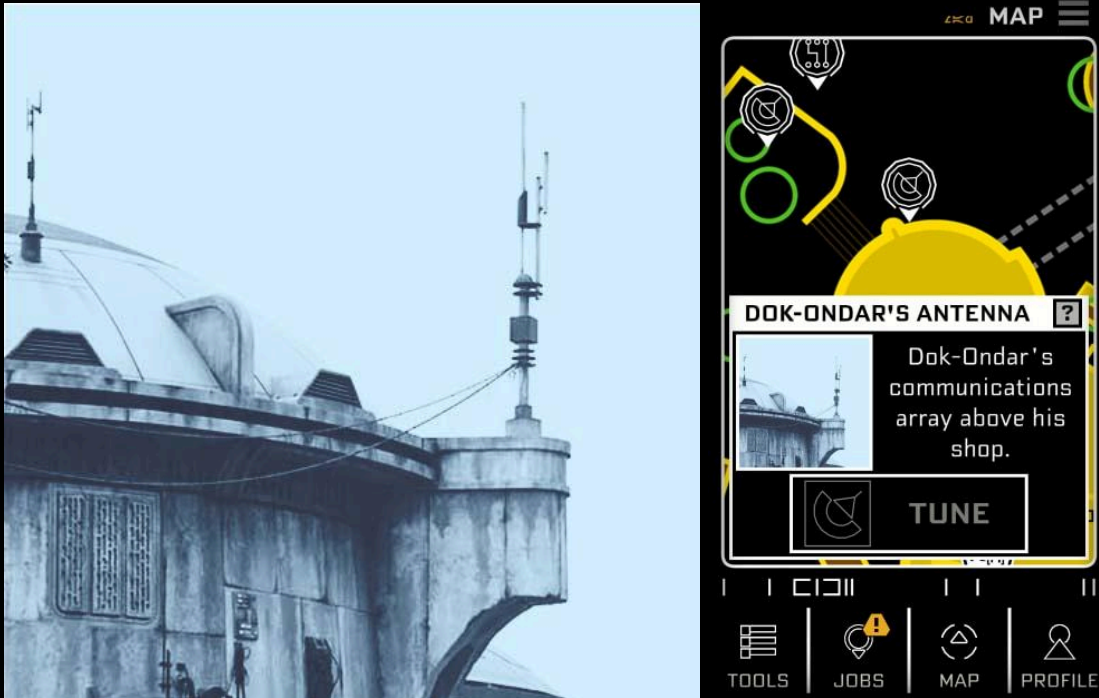 MAP
DOK-ONDAR'S ANTENNA ?
Dok-Ondar's
communications
array above his
shop.
TUNE
TOOLS
JOBS
MAP
PROFILE